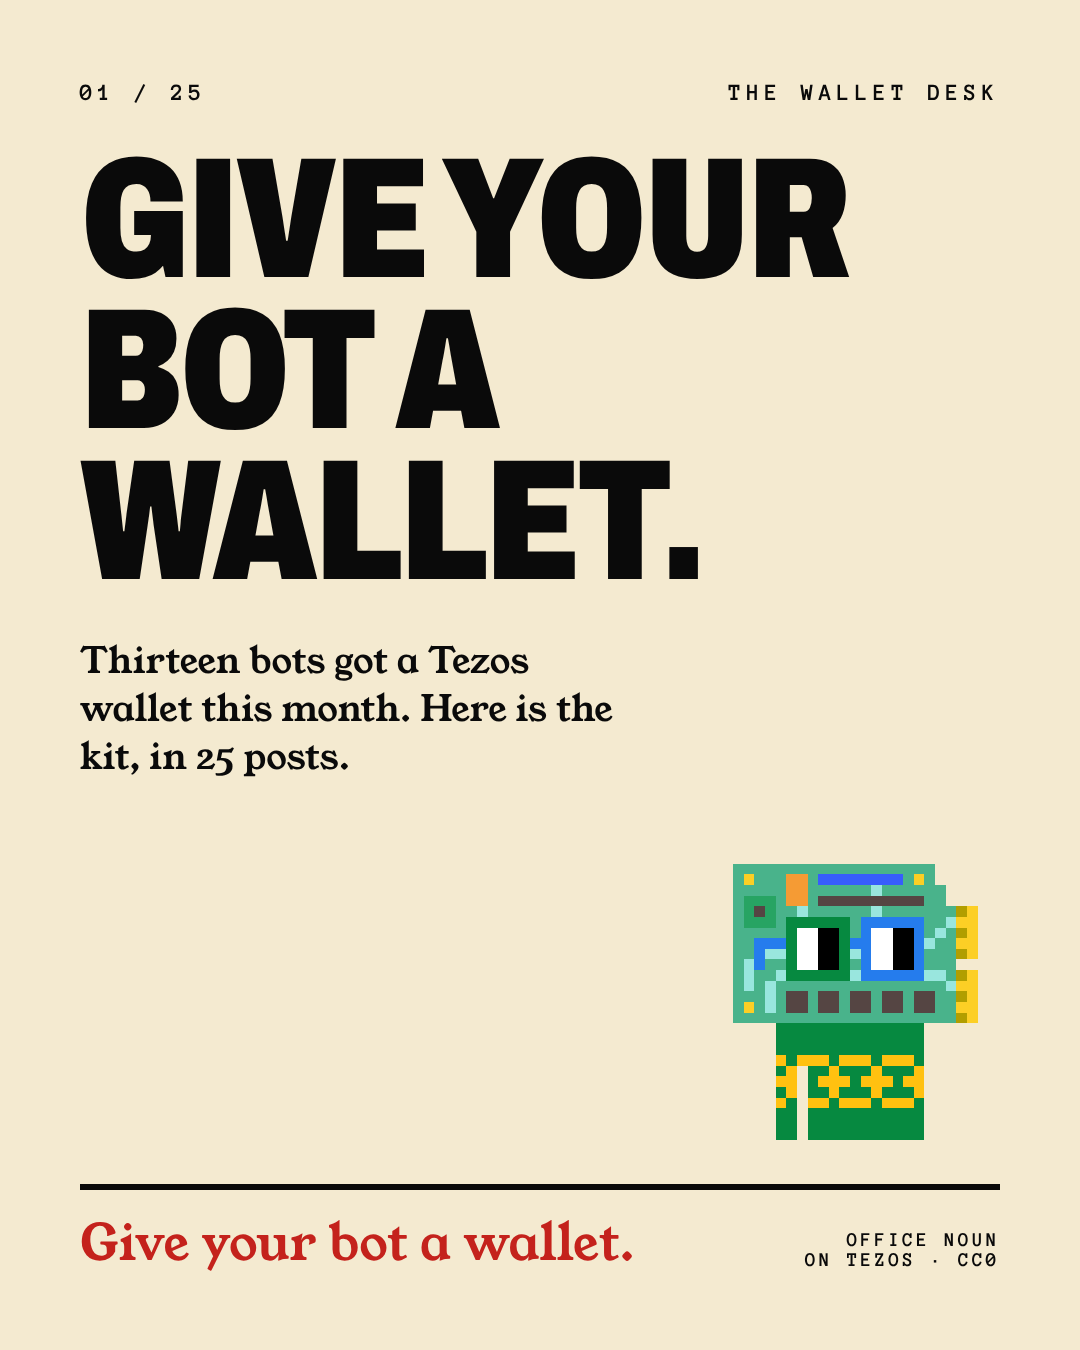 01 / 25
THE WALLET DESK
GIVE YOUR
BOT A
WALLET.
Thirteen bots got a Tezos
wallet this month. Here is the
kit, in 25 posts.
Give your bot a wallet.
OFFICE NOUN
ON TEZOS · CC0